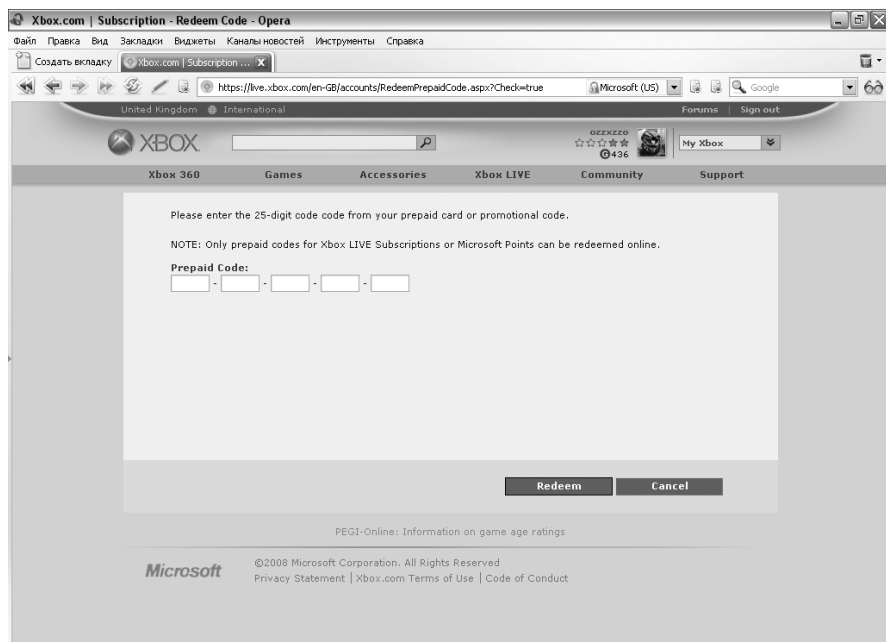 Xbox.com | Subscription - Redeem Code - Opera
Файл Правка Вид Закладки Виджеты Каналы новостей Инструменты Справка
Создать вкладку Xbox.com | Subscription ... X
https://live.xbox.com/en-GB/accounts/RedeemPrepaidCode.aspx?Check=true Microsoft (US) Google
United Kingdom International Forums | Sign out
XBOX ozzxzzo My Xbox
G436
Xbox 360 Games Accessories Xbox LIVE Community Support
Please enter the 25-digit code code from your prepaid card or promotional code.
NOTE: Only prepaid codes for Xbox LIVE Subscriptions or Microsoft Points can be redeemed online.
Prepaid Code:
- - - -
Redeem Cancel
PEGI-Online: Information on game age ratings
Microsoft ©2008 Microsoft Corporation. All Rights Reserved
Privacy Statement | Xbox.com Terms of Use | Code of Conduct